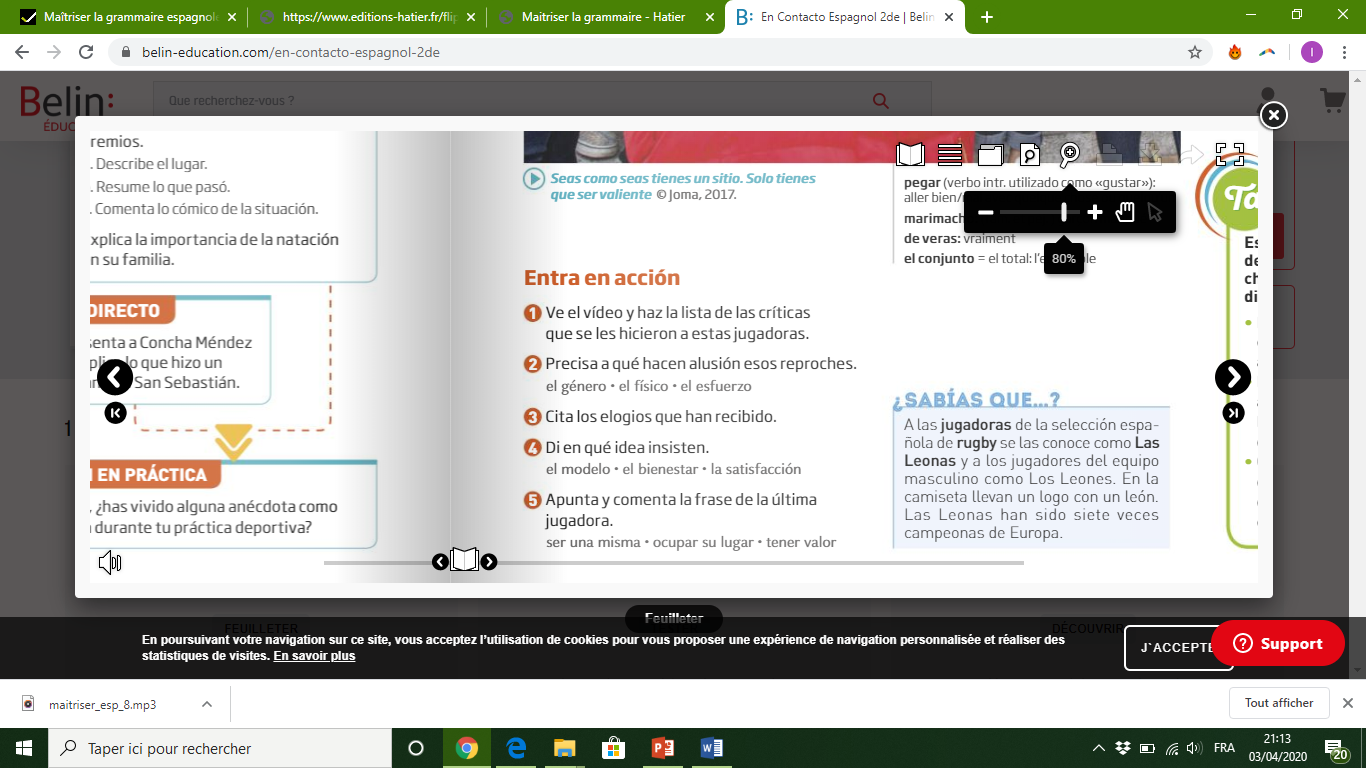 Maîtriser la grammaire espagnole
https://www.editions-hatier.fr/flip
Maitriser la grammaire - Hatier
B: En Contacto Espagnol 2de | Belin
belin-education.com/en-contacto-espagnol-2de
I
Belin:
ÉDUC
Que recherchez-vous ?
remios.
. Describe el lugar.
. Resume lo que pasó.
. Comenta lo cómico de la situación.
xplica la importancia de la natación
n su familia.
DIRECTO
senta a Concha Méndez
lo que hizo un
San Sebastián.
EN PRÁCTICA
, ¿has vivido alguna anécdota como
durante tu práctica deportiva?
Seas como seas tienes un sitio. Solo tienes
que ser valiente © Joma, 2017.
Entra en acción
1 Ve el vídeo y haz la lista de las críticas
que se les hicieron a estas jugadoras.
2 Precisa a qué hacen alusión esos reproches.
el género • el físico • el esfuerzo
3 Cita los elogios que han recibido.
4 Di en qué idea insisten.
el modelo • el bienestar • la satisfacción
5 Apunta y comenta la frase de la última
jugadora.
ser una misma • ocupar su lugar • tener valor
pegar (verbo intr. utilizado como «gustar»):
aller bien/
marimach
de veras: vraiment
el conjunto = el total: l'e
80%
¿SABÍAS QUE...?
A las jugadoras de la selección espa-
ñola de rugby se las conoce como Las
Leonas y a los jugadores del equipo
masculino como Los Leones. En la
camiseta llevan un logo con un león.
Las Leonas han sido siete veces
campeonas de Europa.
Ta
Es
de
ch
di
1
FEUILLETER
Feuilleter
DÉCOUVRIR
En poursuivant votre navigation sur ce site, vous acceptez l'utilisation de cookies pour vous proposer une expérience de navigation personnalisée et réaliser des
statistiques de visites. En savoir plus
J'ACCEPTE
Support
maitriser_esp_8.mp3
Tout afficher
Taper ici pour rechercher
FRA
21:13
03/04/2020
20